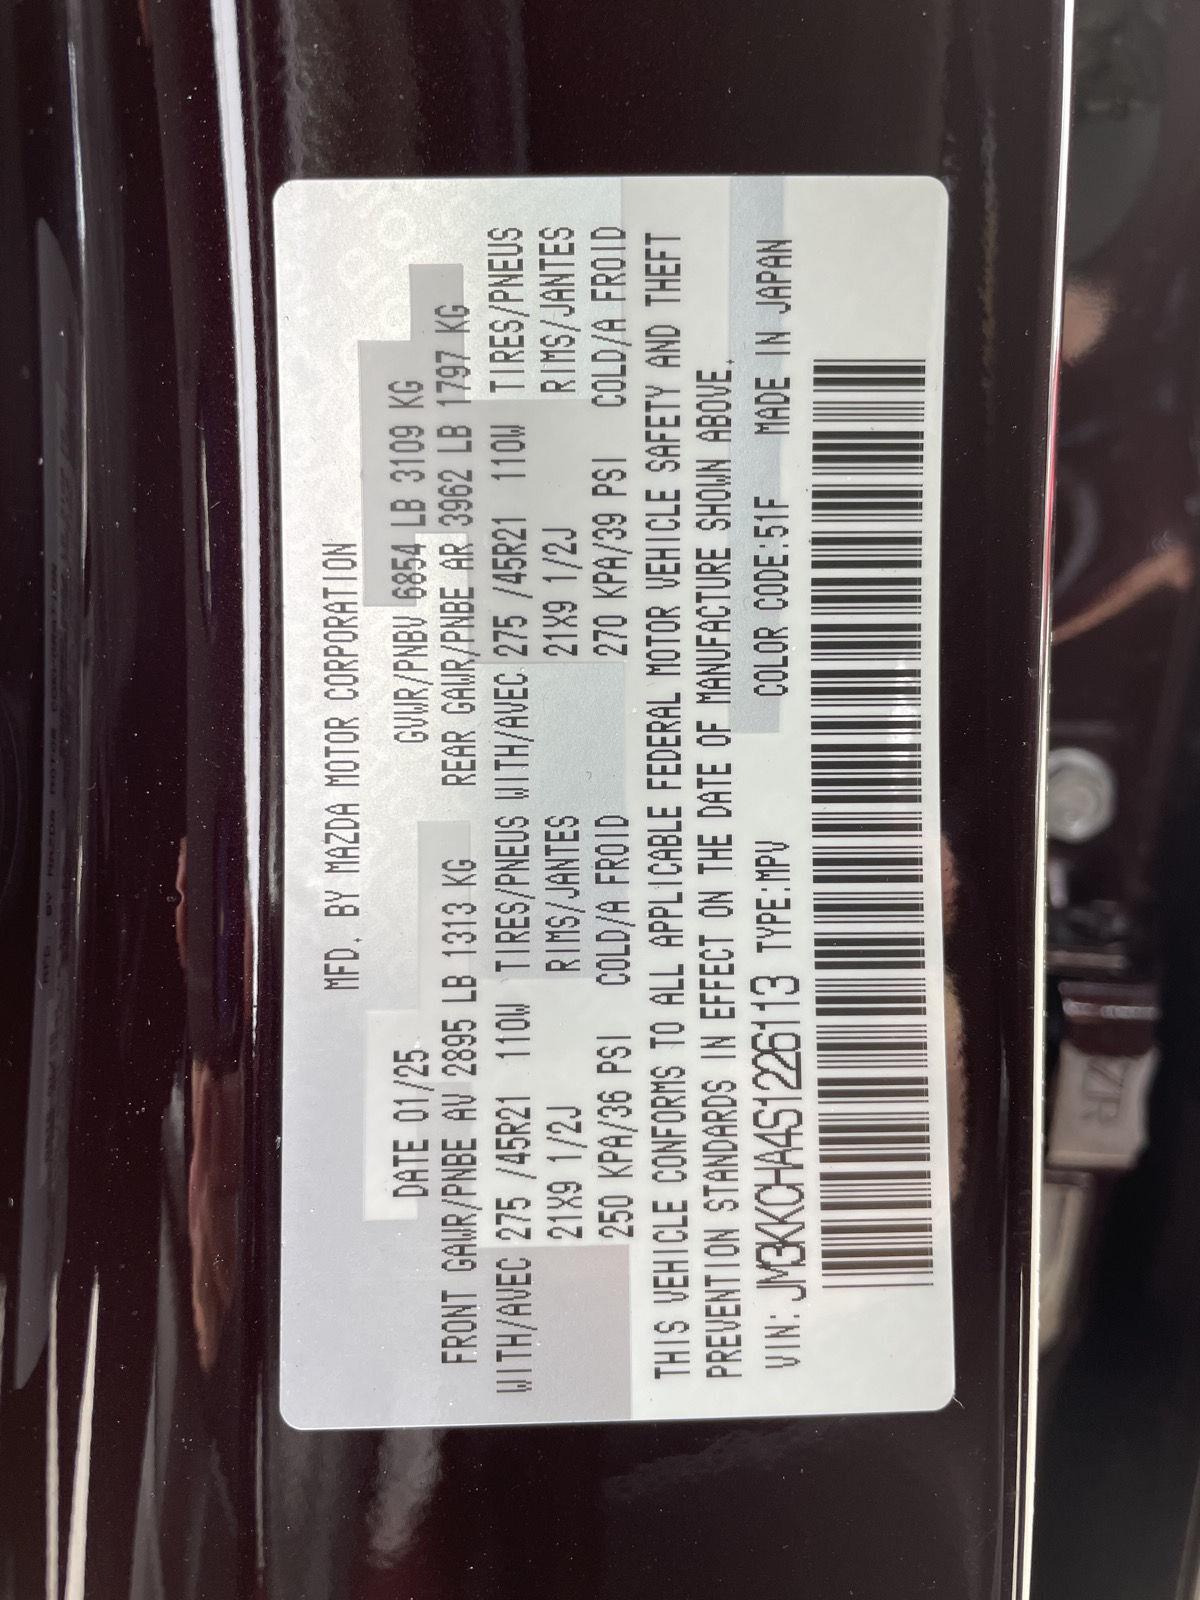 MFD. BY MAZDA MOTOR CORPORATION
DATE 01/25 GVWR/PNBV 6854 LB 3109 KG
FRONT GAWR/PNBE AV 2895 LB 1313 KG REAR GAWR/PNBE AR 3962 LB 1797 KG
WITH/AVEC 275 /45R21 110W TIRES/PNEUS WITH/AVEC 275 /45R21 110W TIRES/PNEUS
21X9 1/2J RIMS/JANTES 21X9 1/2J RIMS/JANTES
250 KPA/36 PSI COLD/A FROID 270 KPA/39 PSI COLD/A FROID
THIS VEHICLE CONFORMS TO ALL APPLICABLE FEDERAL MOTOR VEHICLE SAFETY AND THEFT
PREVENTION STANDARDS IN EFFECT ON THE DATE OF MANUFACTURE SHOWN ABOVE.
VIN: JM3KKCHA4S1226113 TYPE:MPV COLOR CODE:51F MADE IN JAPAN